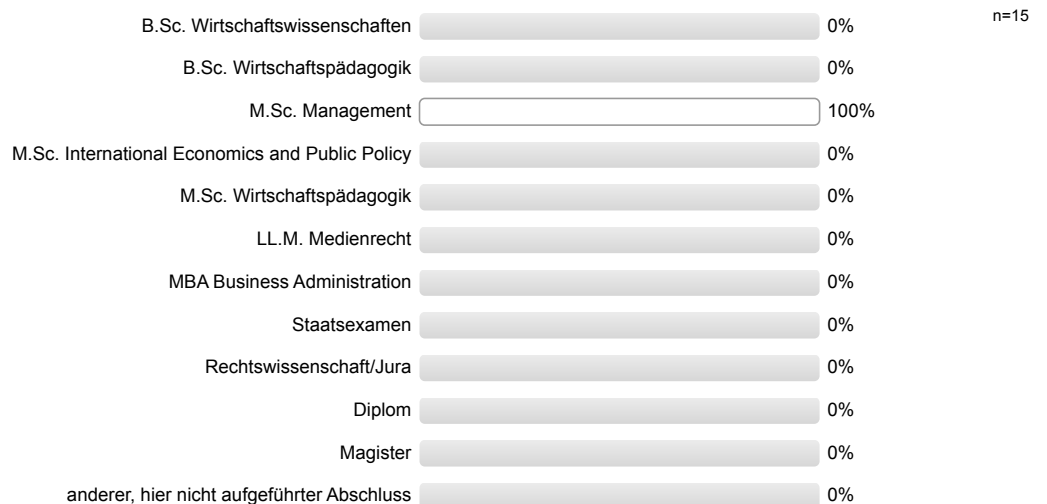 B.Sc. Wirtschaftswissenschaften 0% n=15
B.Sc. Wirtschaftspädagogik 0%
M.Sc. Management 100%
M.Sc. International Economics and Public Policy 0%
M.Sc. Wirtschaftspädagogik 0%
LL.M. Medienrecht 0%
MBA Business Administration 0%
Staatsexamen 0%
Rechtswissenschaft/Jura 0%
Diplom 0%
Magister 0%
anderer, hier nicht aufgeführter Abschluss 0%